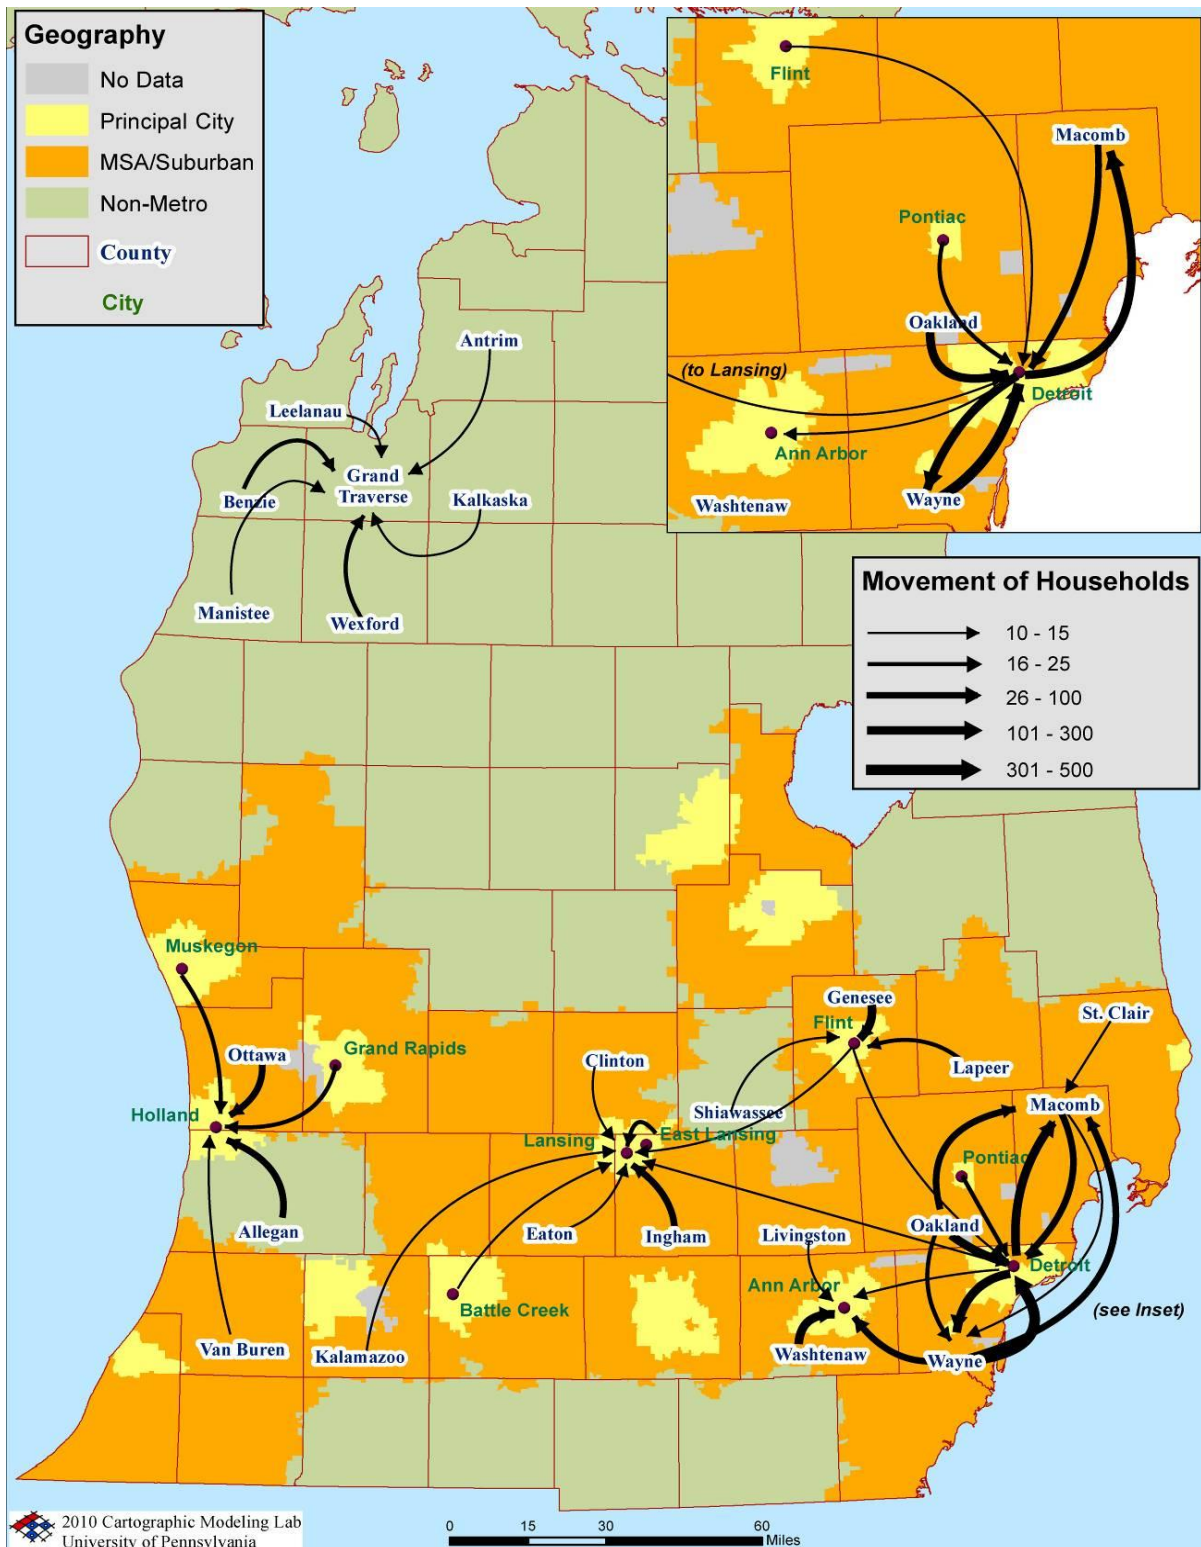 Geography
No Data
Principal City
MSA/Suburban
Non-Metro
County
City
Flint
Macomb
Pontiac
Oakland
(to Lansing)
Detroit
Ann Arbor
Wayne
Washtenaw
Antrim
Leelanau
Grand
Traverse
Benzie
Kalkaska
Manistee
Wexford
Movement of Households
10 - 15
16 - 25
26 - 100
101 - 300
301 - 500
Muskegon
Genesee
Flint
St. Clair
Ottawa
Grand Rapids
Clinton
Lapeer
Shiawassee
Macomb
Holland
Lansing
East Lansing
Pontiac
Allegan
Eaton
Ingham
Livingston
Oakland
Detroit
Ann Arbor
Battle Creek
(see Inset)
Van Buren
Kalamazoo
Washtenaw
Wayne
2010 Cartographic Modeling Lab
University of Pennsylvania
0 15 30 60
Miles